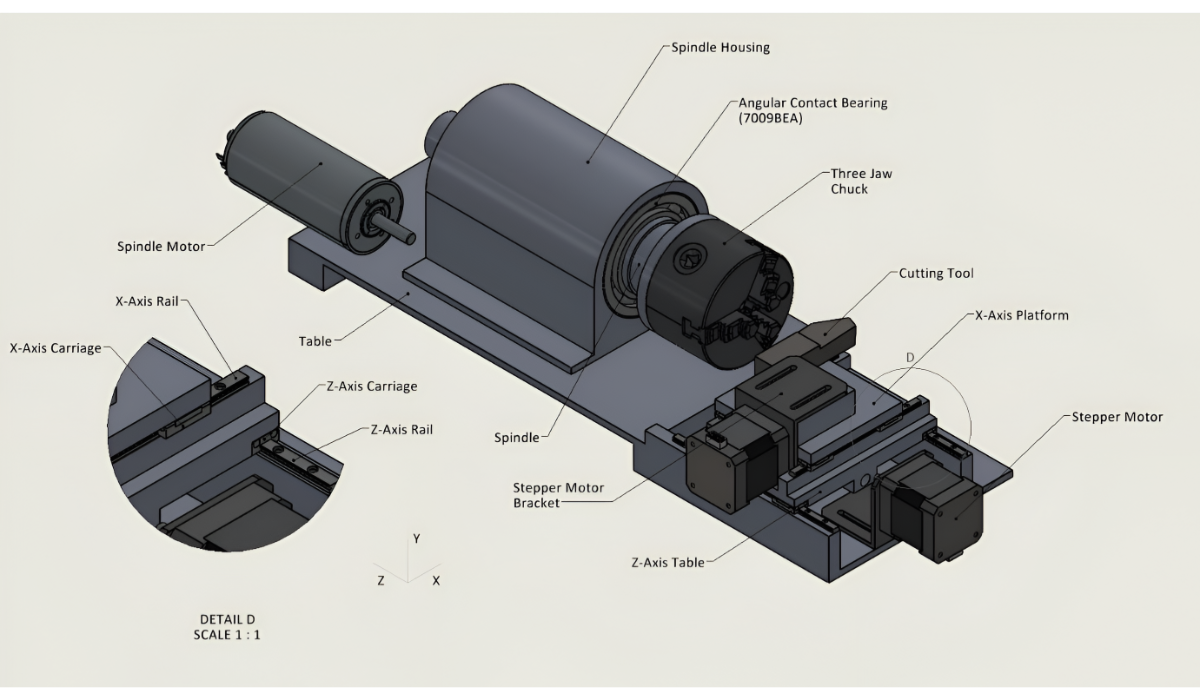 Spindle Housing
Angular Contact Bearing
(7009BEA)
Three Jaw
Chuck
Spindle Motor
Cutting Tool
X-Axis Rail
X-Axis Platform
Table
X-Axis Carriage
D
Z-Axis Carriage
Stepper Motor
Z-Axis Rail
Spindle
Stepper Motor
Bracket
Z-Axis Table
Y
Z
X
DETAIL D
SCALE 1 : 1